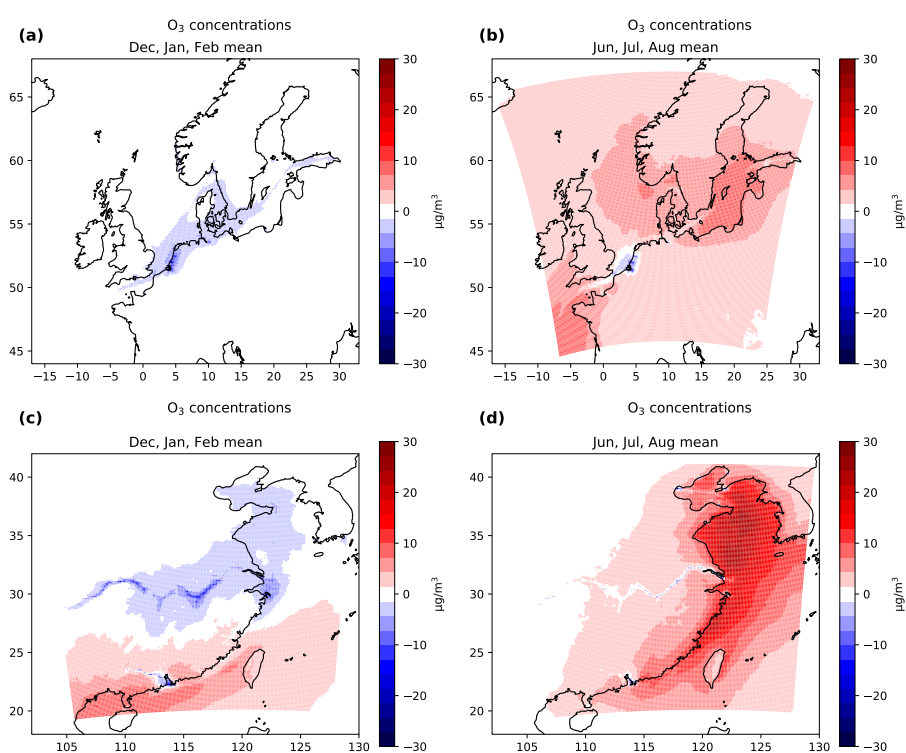 O₃ concentrations
(a)
Dec, Jan, Feb mean
65
60
55
50
45
−15 −10 −5 0 5 10 15 20 25 30
30
20
10
0
−10
−20
−30
µg/m³
O₃ concentrations
(b)
Jun, Jul, Aug mean
65
60
55
50
45
−15 −10 −5 0 5 10 15 20 25 30
30
20
10
0
−10
−20
−30
µg/m³
O₃ concentrations
(c)
Dec, Jan, Feb mean
40
35
30
25
20
105 110 115 120 125 130
30
20
10
0
−10
−20
−30
µg/m³
O₃ concentrations
(d)
Jun, Jul, Aug mean
40
35
30
25
20
105 110 115 120 125 130
30
20
10
0
−10
−20
−30
µg/m³